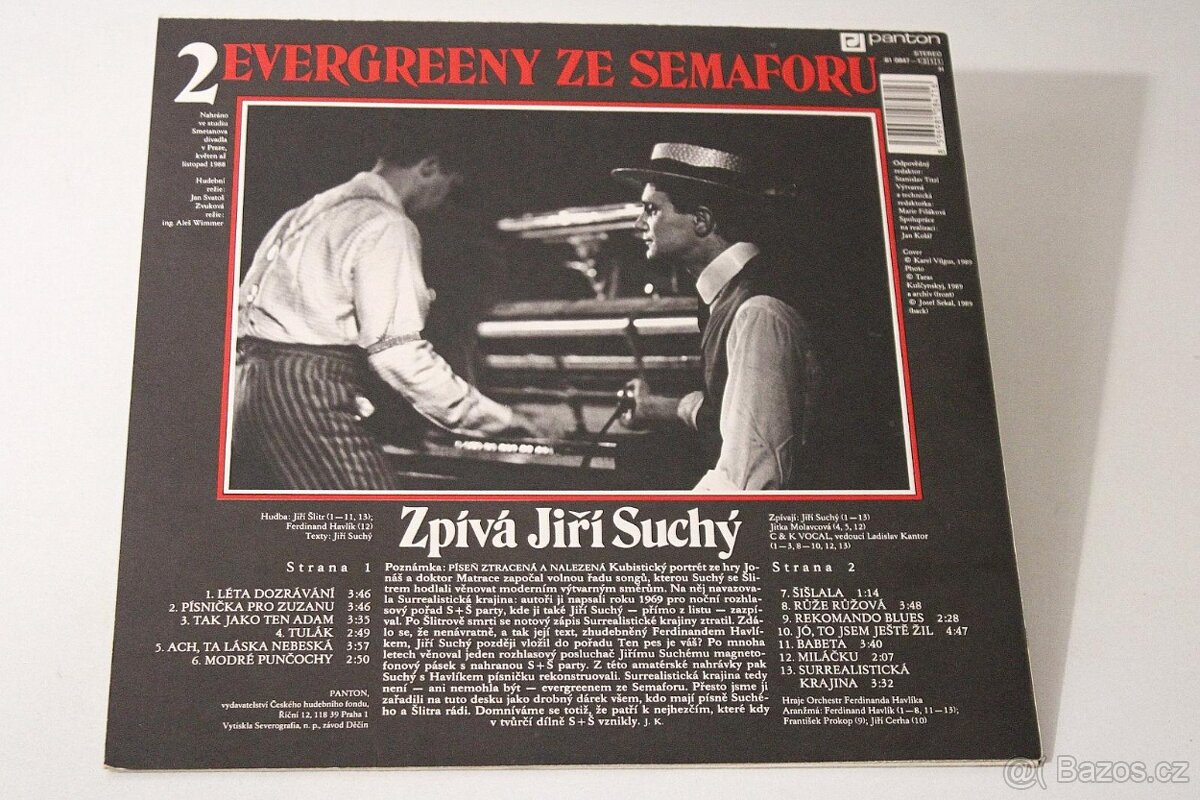 2 EVERGREENY ZE SEMAFORU
panton
STEREO
Nahráno
ve studiu
Smetanova
divadla
v Praze,
květen až
listopad 1988
Hudební
režie:
Jan Svatoš
Zvuková
režie:
ing. Aleš Wimmer
Odpovědný
redaktor:
Stanislav Titzl
Výtvarná
a technická
redaktorka:
Marie Fišáková
Spolupráce
na realizaci:
Jan Kolář
Cover
© Karel Vilgus, 1989
Photo
© Taras
Kuščynskyj, 1989
a archiv (front)
© Josef Sekal, 1989
(back)
Hudba: Jiří Šlitr (1—11, 13);
Ferdinand Havlík (12)
Texty: Jiří Suchý
Zpívá Jiří Suchý
Zpívají: Jiří Suchý (1—13)
Jitka Molavcová (4, 5, 12)
C & K VOCAL, vedoucí Ladislav Kantor
(1—3, 8—10, 12, 13)
Strana 1
1. LÉTA DOZRÁVÁNÍ 3:46
2. PÍSNIČKA PRO ZUZANU 3:46
3. TAK JAKO TEN ADAM 3:35
4. TULÁK 2:49
5. ACH, TA LÁSKA NEBESKÁ 3:57
6. MODRÉ PUNČOCHY 2:50
PANTON,
vydavatelství Českého hudebního fondu,
Říční 12, 118 39 Praha 1
Vytiskla Severografia, n. p., závod Děčín
Poznámka: PÍSEŇ ZTRACENÁ A NALEZENÁ Kubistický portrét ze hry Jo-
náš a doktor Matrace započal volnou řadu songů, kterou Suchý se Šli-
trem hodlali věnovat moderním výtvarným směrům. Na něj navazova-
la Surrealistická krajina: autoři ji napsali roku 1969 pro noční rozhla-
sový pořad S+Š party, kde ji také Jiří Suchý — přímo z listu — zazpí-
val. Po Šlitrově smrti se notový zápis Surrealistické krajiny ztratil. Zdá-
lo se, že nenávratně, a tak její text, zhudebněný Ferdinandem Havlí-
kem, Jiří Suchý později vložil do pořadu Ten pes je váš? Po mnoha
letech věnoval jeden rozhlasový posluchač Jiřímu Suchému magneto-
fonový pásek s nahranou S+Š party. Z této amatérské nahrávky pak
Suchý s Havlíkem písničku rekonstruovali. Surrealistická krajina tedy
není — ani nemohla být — evergreenem ze Semaforu. Přesto jsme ji
zařadili na tuto desku jako drobný dárek všem, kdo mají písně Suché-
ho a Šlitra rádi. Domníváme se totiž, že patří k nejhezčím, které kdy
v tvůrčí dílně S+Š vznikly. J. K.
Strana 2
7. ŠIŠLALA 1:14
8. RŮŽE RŮŽOVÁ 3:48
9. REKOMANDO BLUES 2:28
10. JÓ, TO JSEM JEŠTĚ ŽIL 4:47
11. BABETA 3:40
12. MILÁČKU 2:07
13. SURREALISTICKÁ
KRAJINA 3:32
Hraje Orchestr Ferdinanda Havlíka
Aranžmá: Ferdinand Havlík (1—8, 11—13);
František Prokop (9); Jiří Cerha (10)
@ Bazos.cz